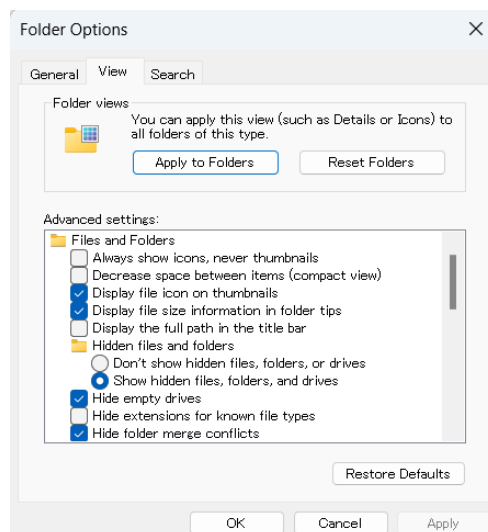 Folder Options
General
View
Search
Folder views
You can apply this view (such as Details or Icons) to
all folders of this type.
Apply to Folders
Reset Folders
Advanced settings:
Files and Folders
Always show icons, never thumbnails
Decrease space between items (compact view)
Display file icon on thumbnails
Display file size information in folder tips
Display the full path in the title bar
Hidden files and folders
Don't show hidden files, folders, or drives
Show hidden files, folders, and drives
Hide empty drives
Hide extensions for known file types
Hide folder merge conflicts
Restore Defaults
OK
Cancel
Apply